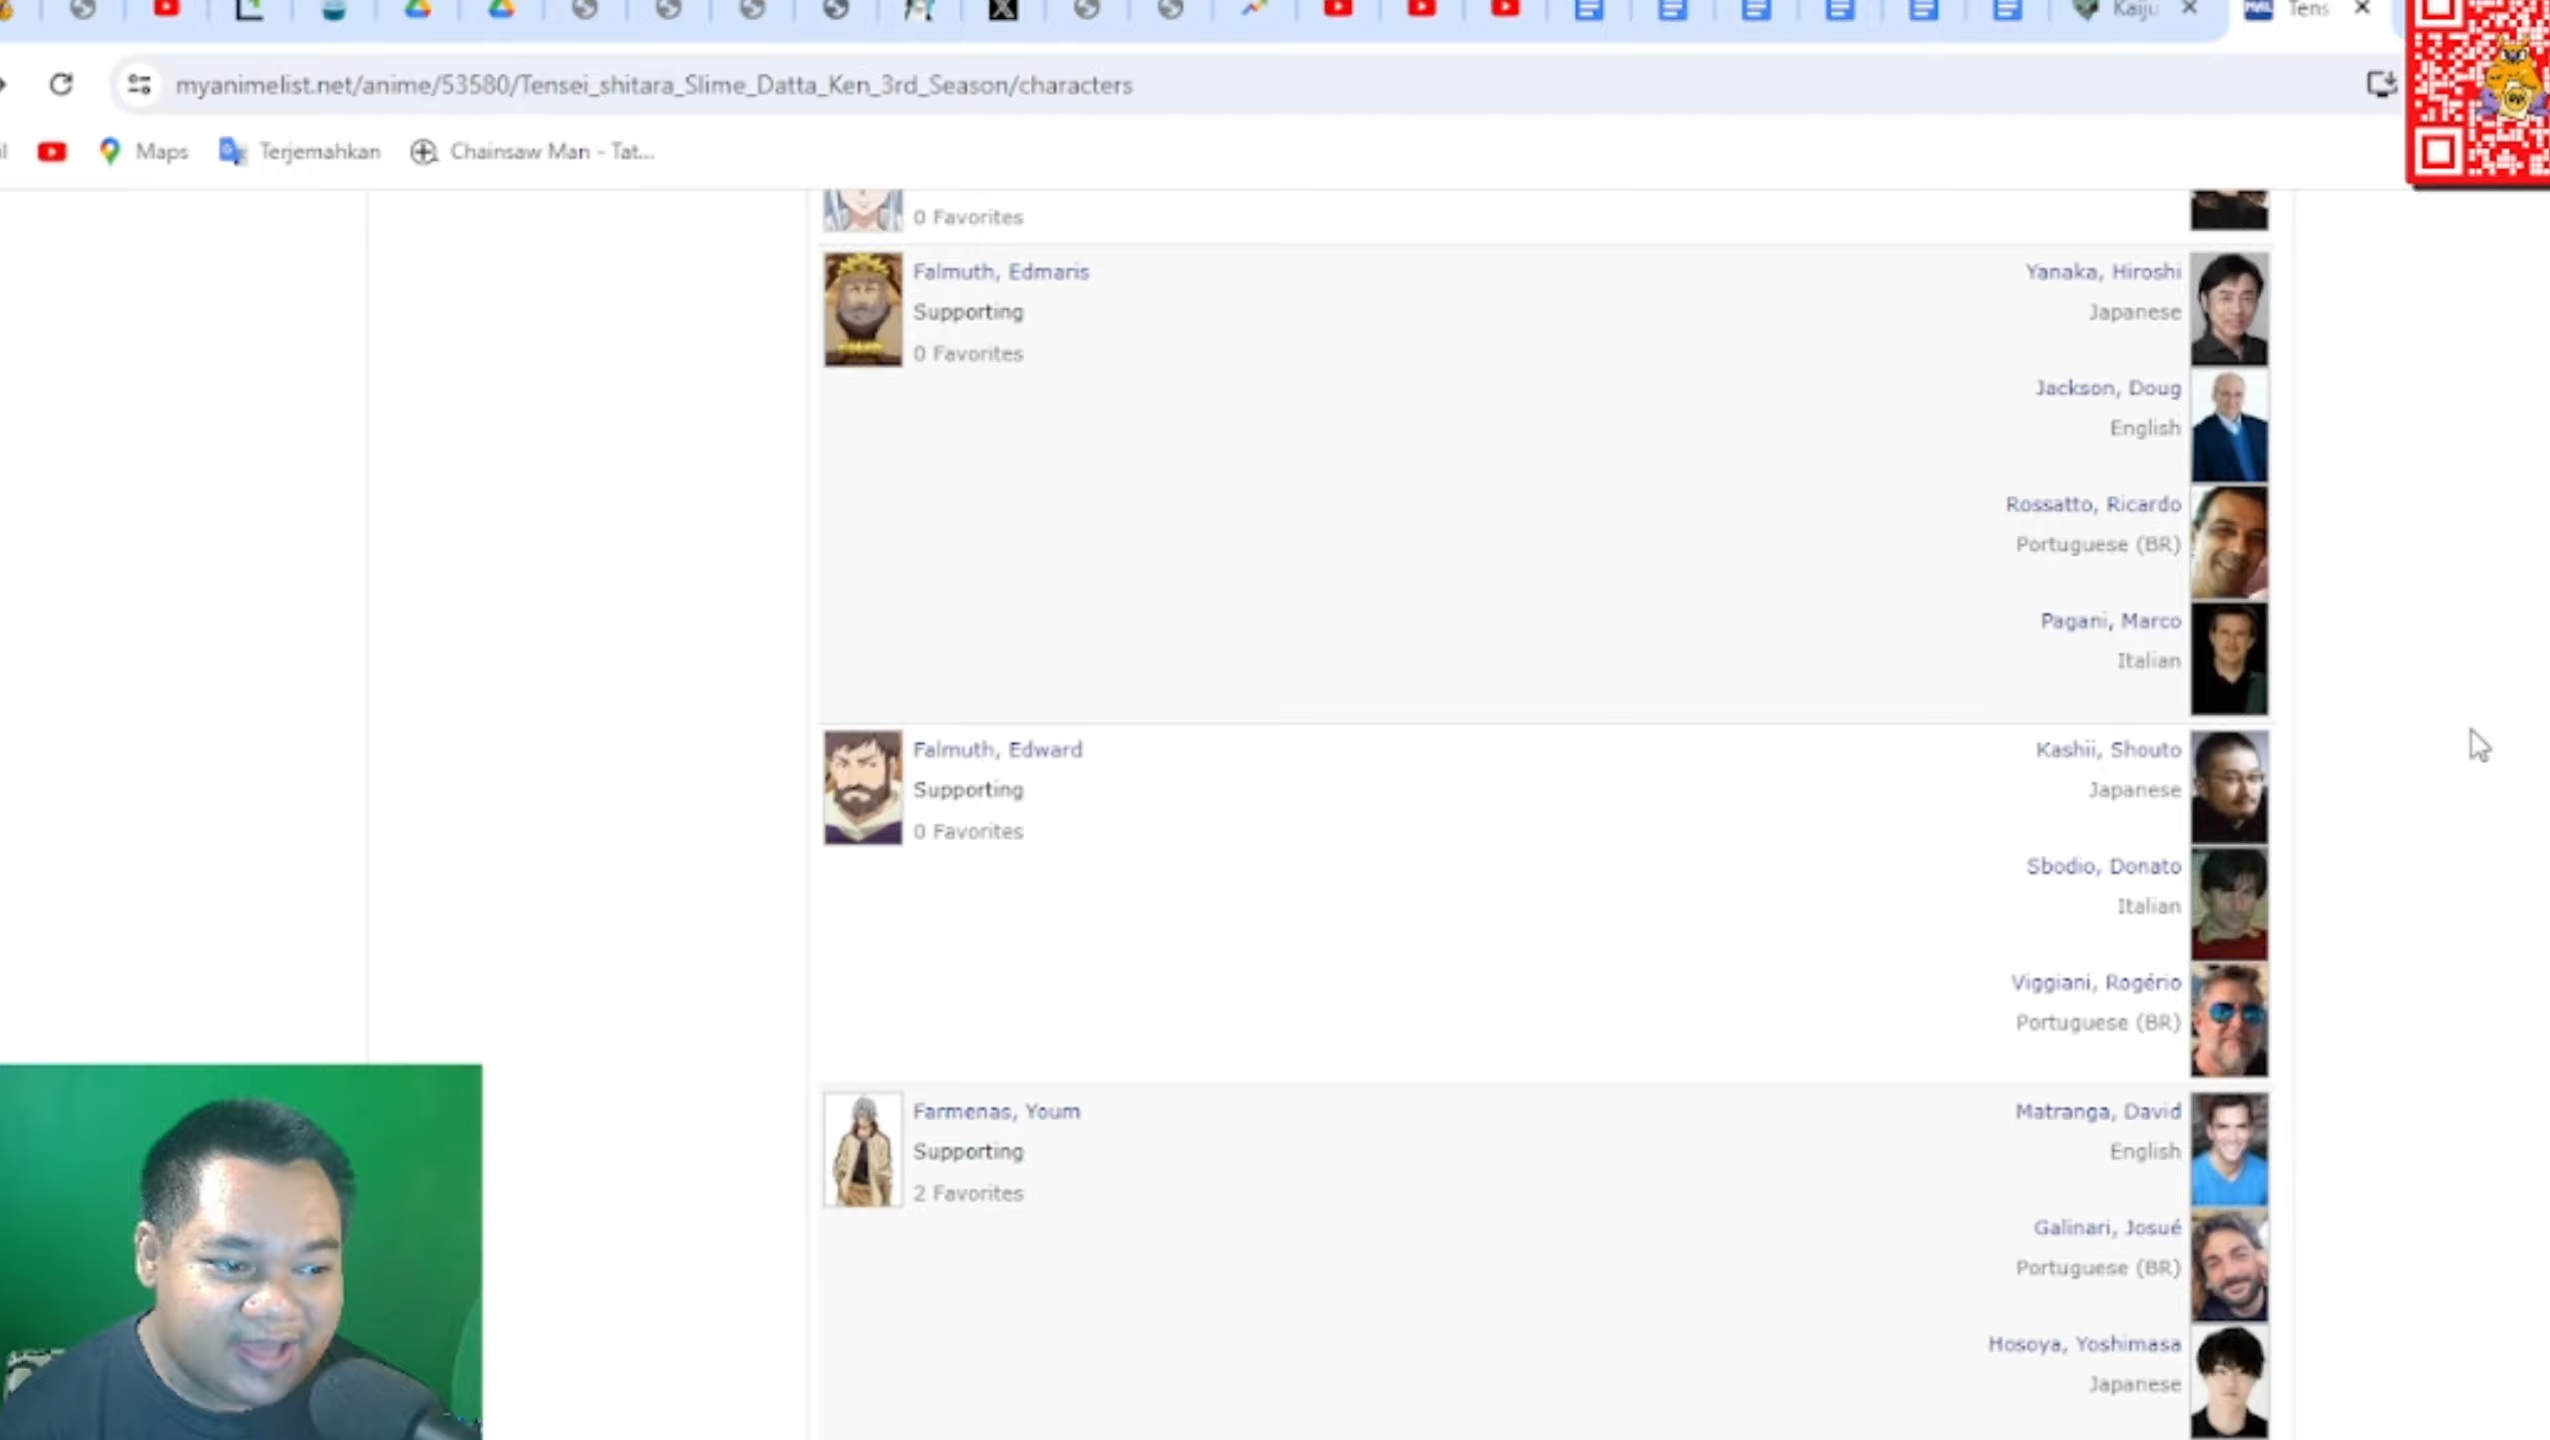 Kaiju
Tens
myanimelist.net/anime/53580/Tensei_shitara_Slime_Datta_Ken_3rd_Season/characters
Maps
Terjemahkan
Chainsaw Man - Tat...
0 Favorites
Falmuth, Edmaris
Supporting
0 Favorites
Yanaka, Hiroshi
Japanese
Jackson, Doug
English
Rossatto, Ricardo
Portuguese (BR)
Pagani, Marco
Italian
Falmuth, Edward
Supporting
0 Favorites
Kashii, Shouto
Japanese
Sbodio, Donato
Italian
Viggiani, Rogério
Portuguese (BR)
Farmenas, Youm
Supporting
2 Favorites
Matranga, David
English
Galinari, Josué
Portuguese (BR)
Hosoya, Yoshimasa
Japanese